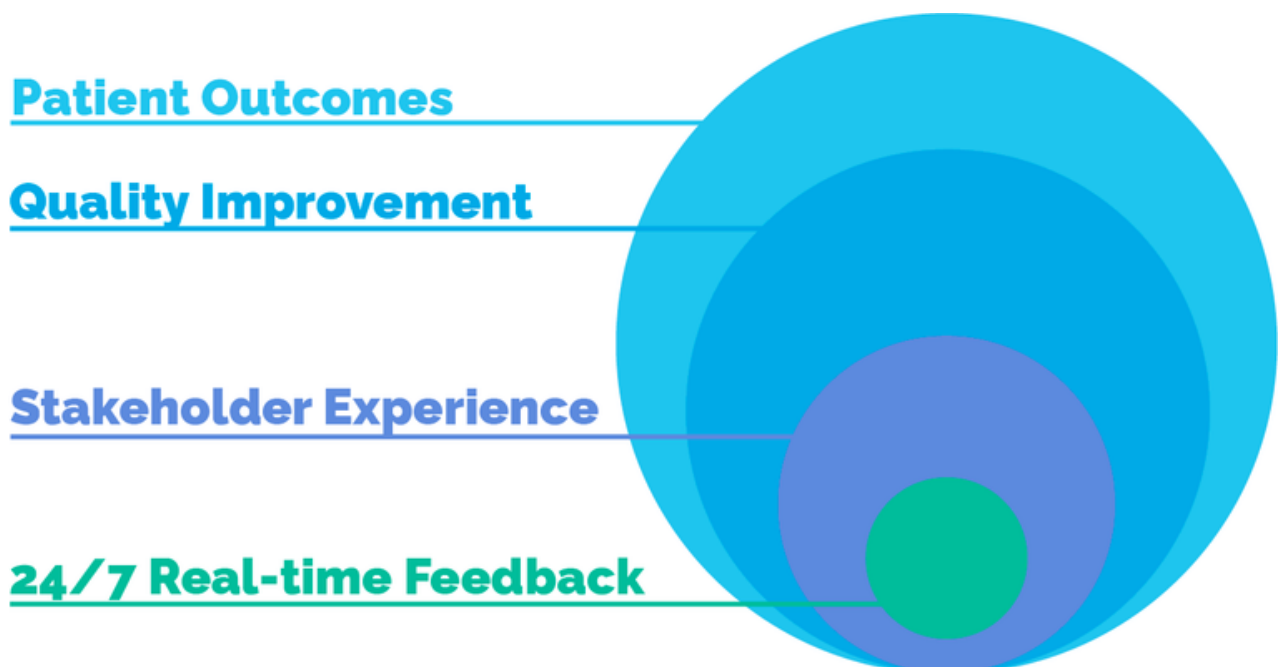 Patient Outcomes
Quality Improvement
Stakeholder Experience
24/7 Real-time Feedback